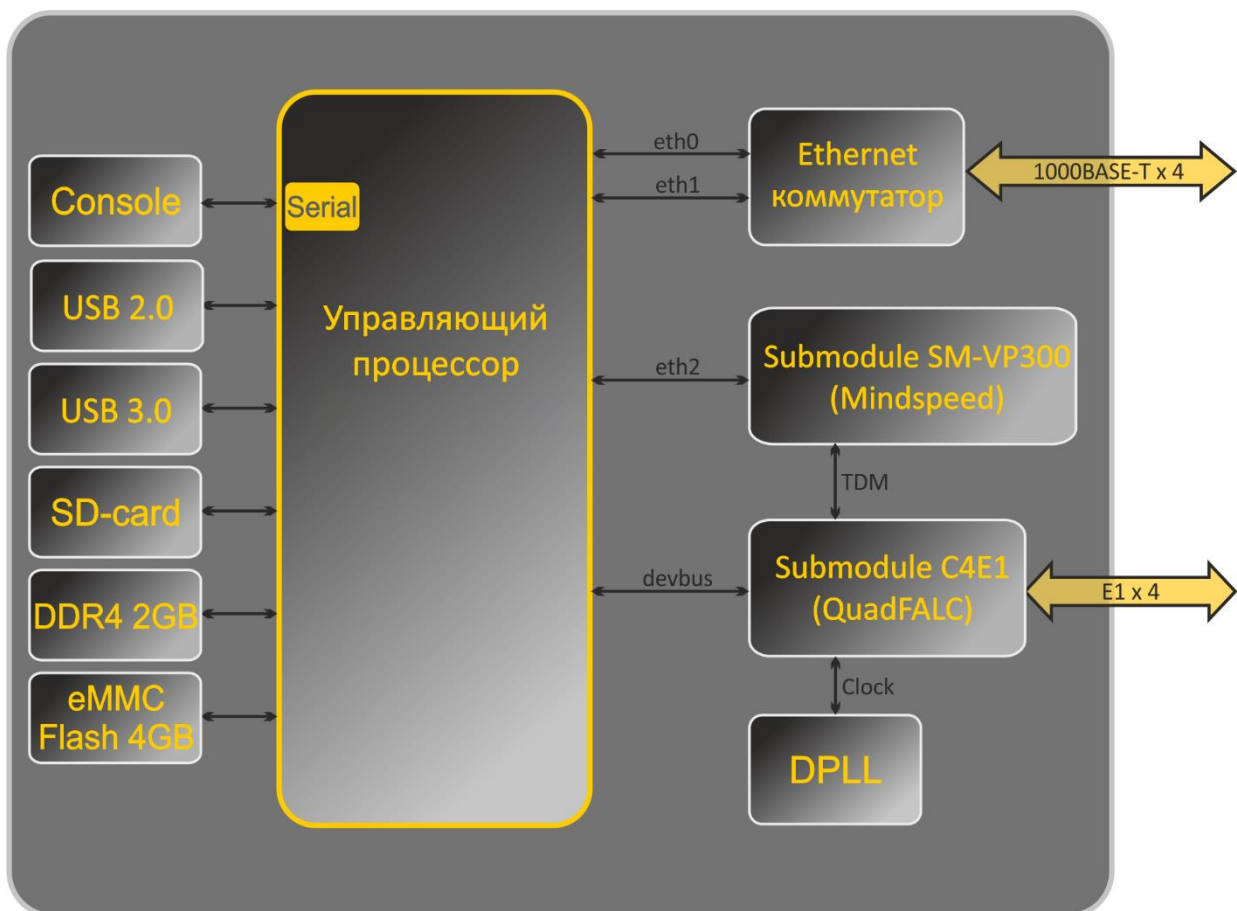 Console
USB 2.0
USB 3.0
SD-card
DDR4 2GB
eMMC
Flash 4GB
Serial
Управляющий
процессор
eth0
eth1
eth2
devbus
Ethernet
коммутатор
1000BASE-T x 4
Submodule SM-VP300
(Mindspeed)
TDM
Submodule C4E1
(QuadFALC)
E1 x 4
Clock
DPLL